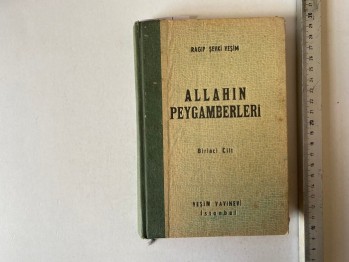 RAGIP ŞEVKİ YEŞİM
ALLAHIN
PEYGAMBERLERİ
Birinci Cilt
YEŞİM YAYINEVİ
İstanbul